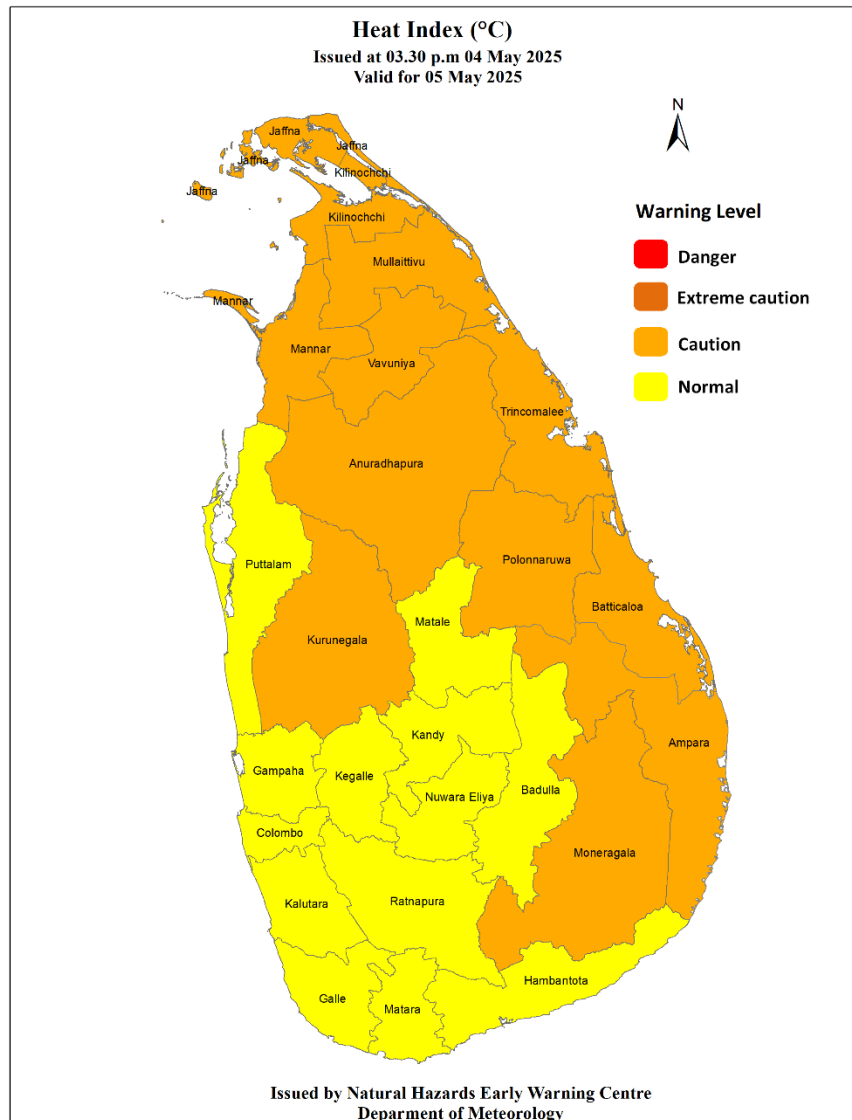 Heat Index (°C)
Issued at 03.30 p.m 04 May 2025
Valid for 05 May 2025
N
Jaffna
Jaffna
Jaffna
Kilinochchi
Jaffna
Kilinochchi
Warning Level
Danger
Extreme caution
Caution
Normal
Mullaittivu
Mannar
Mannar
Vavuniya
Trincomalee
Anuradhapura
Puttalam
Polonnaruwa
Batticaloa
Matale
Kurunegala
Kandy
Ampara
Gampaha
Kegalle
Nuwara Eliya
Badulla
Colombo
Moneragala
Kalutara
Ratnapura
Hambantota
Galle
Matara
Issued by Natural Hazards Early Warning Centre
Deparment of Meteorology